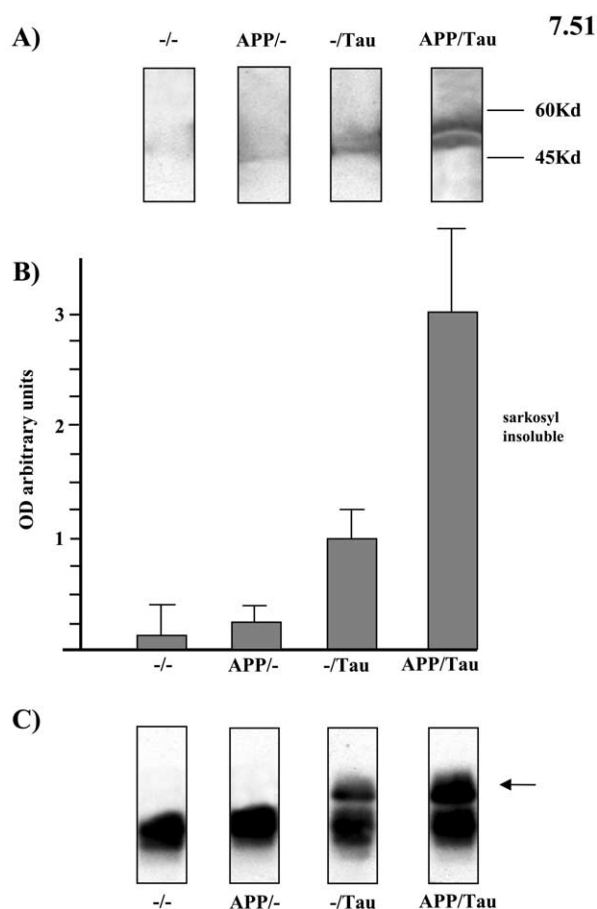 7.51
A)
-/- APP/- -/Tau APP/Tau
60Kd
45Kd
B)
3
2
1
OD arbitrary units
sarkosyl
insoluble
-/- APP/- -/Tau APP/Tau
C)
-/- APP/- -/Tau APP/Tau